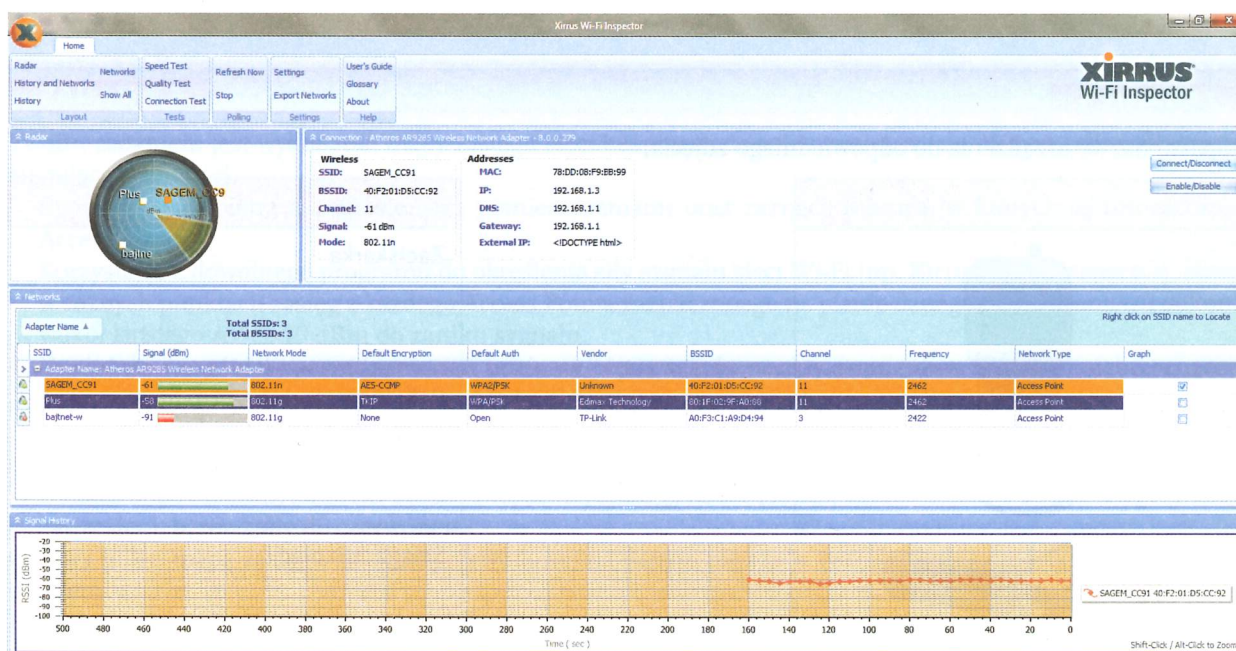 Xirrus Wi-Fi Inspector
Home
Radar
History and Networks
History
Networks
Show All
Layout
Speed Test
Quality Test
Connection Test
Tests
Refresh Now
Stop
Polling
Settings
Export Networks
Settings
User's Guide
Glossary
About
Help
XIRRUS
Wi-Fi Inspector
Radar
Plus
SAGEM_CC9
dBm
bajtne
Connection - Atheros AR9285 Wireless Network Adapter - 8.0.0.279
Wireless
SSID: SAGEM_CC91
BSSID: 40:F2:01:D5:CC:92
Channel: 11
Signal: -61 dBm
Mode: 802.11n
Addresses
MAC: 78:DD:08:F9:BB:99
IP: 192.168.1.3
DNS: 192.168.1.1
Gateway: 192.168.1.1
External IP: <!DOCTYPE html>
Connect/Disconnect
Enable/Disable
Networks
Adapter Name
Total SSIDs: 3
Total BSSIDs: 3
Right click on SSID name to Locate
SSID Signal (dBm) Network Mode Default Encryption Default Auth Vendor BSSID Channel Frequency Network Type Graph
Adapter Name: Atheros AR9285 Wireless Network Adapter
SAGEM_CC91 -61 802.11n AES-CCMP WPA2/PSK Unknown 40:F2:01:D5:CC:92 11 2462 Access Point
Plus -58 802.11g TKIP WPA/PSK Edimax Technology 80:1F:02:9F:A0:88 11 2462 Access Point
bajtnet-w -91 802.11g None Open TP-Link A0:F3:C1:A9:D4:94 3 2422 Access Point
Signal History
RSSI (dBm)
-20
-30
-40
-50
-60
-70
-80
-90
-100
500 480 460 440 420 400 380 360 340 320 300 280 260 240 220 200 180 160 140 120 100 80 60 40 20 0
Time ( sec )
SAGEM_CC91 40:F2:01:D5:CC:92
Shift-Click / Alt-Click to Zoom